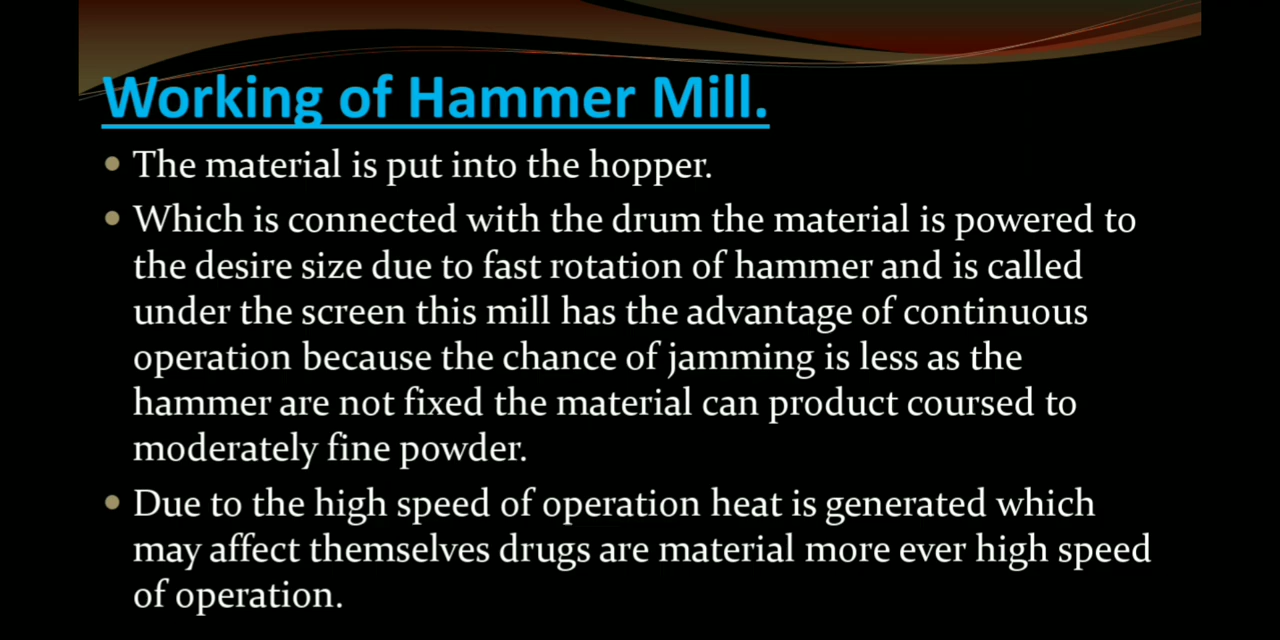 Working of Hammer Mill.
The material is put into the hopper.
Which is connected with the drum the material is powered to
the desire size due to fast rotation of hammer and is called
under the screen this mill has the advantage of continuous
operation because the chance of jamming is less as the
hammer are not fixed the material can product coursed to
moderately fine powder.
Due to the high speed of operation heat is generated which
may affect themselves drugs are material more ever high speed
of operation.